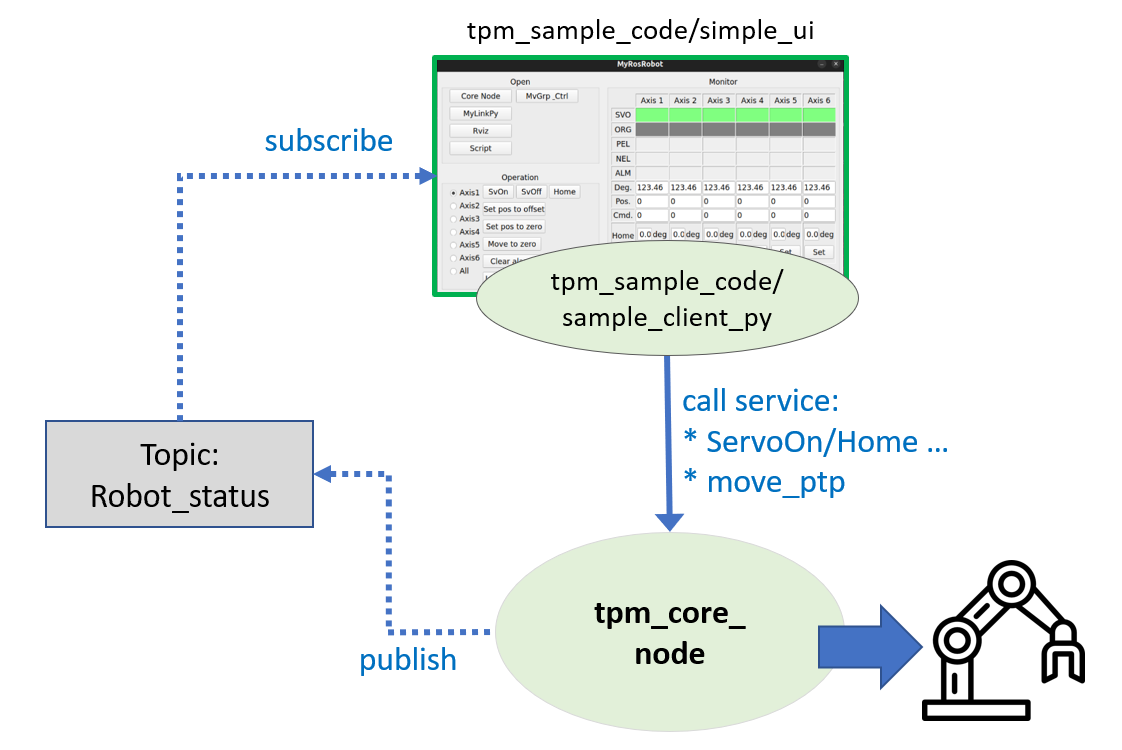 tpm_sample_code/simple_ui
MyRosRobot
Open
Monitor
Core Node
MvGrp _Ctrl
MyLinkPy
Rviz
Script
Axis 1 Axis 2 Axis 3 Axis 4 Axis 5 Axis 6
SVO
ORG
PEL
NEL
ALM
Deg. 123.46 123.46 123.46 123.46 123.46 123.46
Pos. 0 0 0 0 0 0
Cmd. 0 0 0 0 0 0
Home 0.0 deg 0.0 deg 0.0 deg 0.0 deg 0.0 deg 0.0 deg
Set
Operation
Axis1 SvOn SvOff Home
Axis2 Set pos to offset
Axis3
Set pos to zero
Axis4
Axis5 Move to zero
Axis6
Clear
All
tpm_sample_code/
sample_client_py
subscribe
call service:
* ServoOn/Home ...
* move_ptp
Topic:
Robot_status
publish
tpm_core_
node